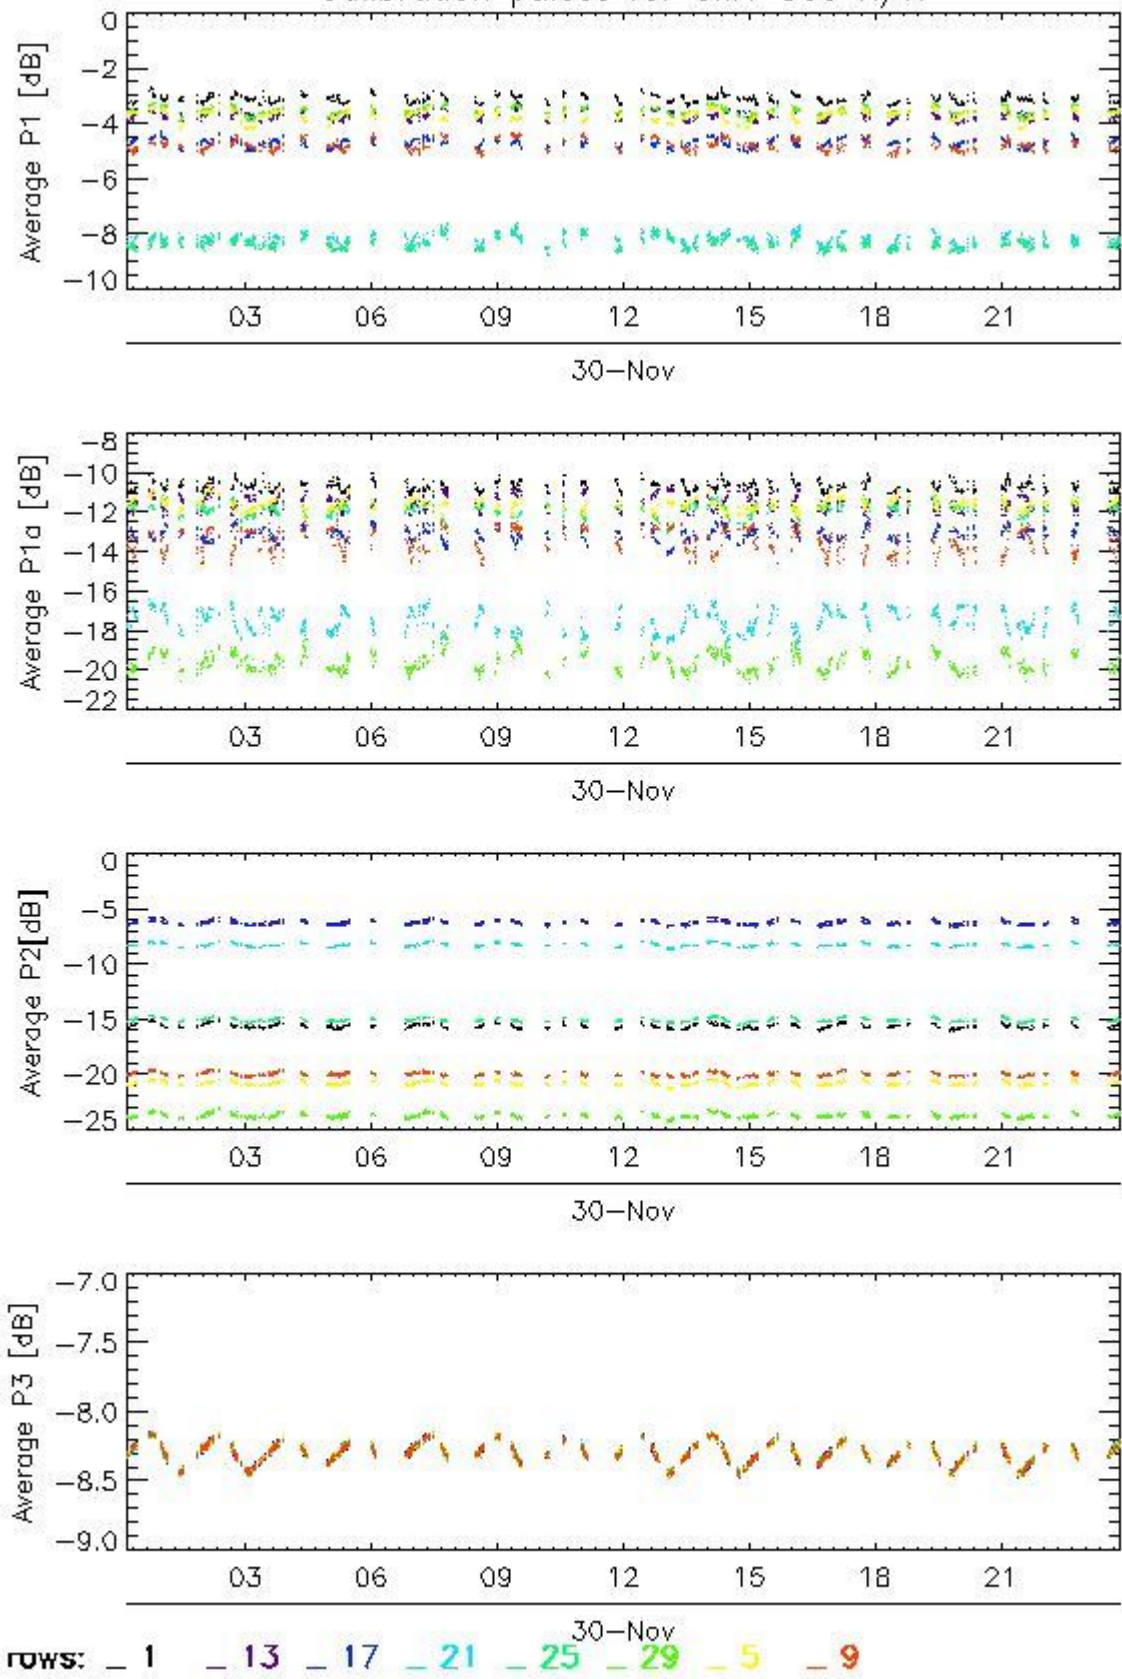 0
−2
−4
−6
−8
−10
Average P1 [dB]
03 06 09 12 15 18 21
30−Nov
−8
−10
−12
−14
−16
−18
−20
−22
Average P1a [dB]
03 06 09 12 15 18 21
30−Nov
0
−5
−10
−15
−20
−25
Average P2[dB]
03 06 09 12 15 18 21
30−Nov
−7.0
−7.5
−8.0
−8.5
−9.0
Average P3 [dB]
03 06 09 12 15 18 21
30−Nov
rows: _ 1 _ 13 _ 17 _ 21 _ 25 _ 29 _ 5 _ 9